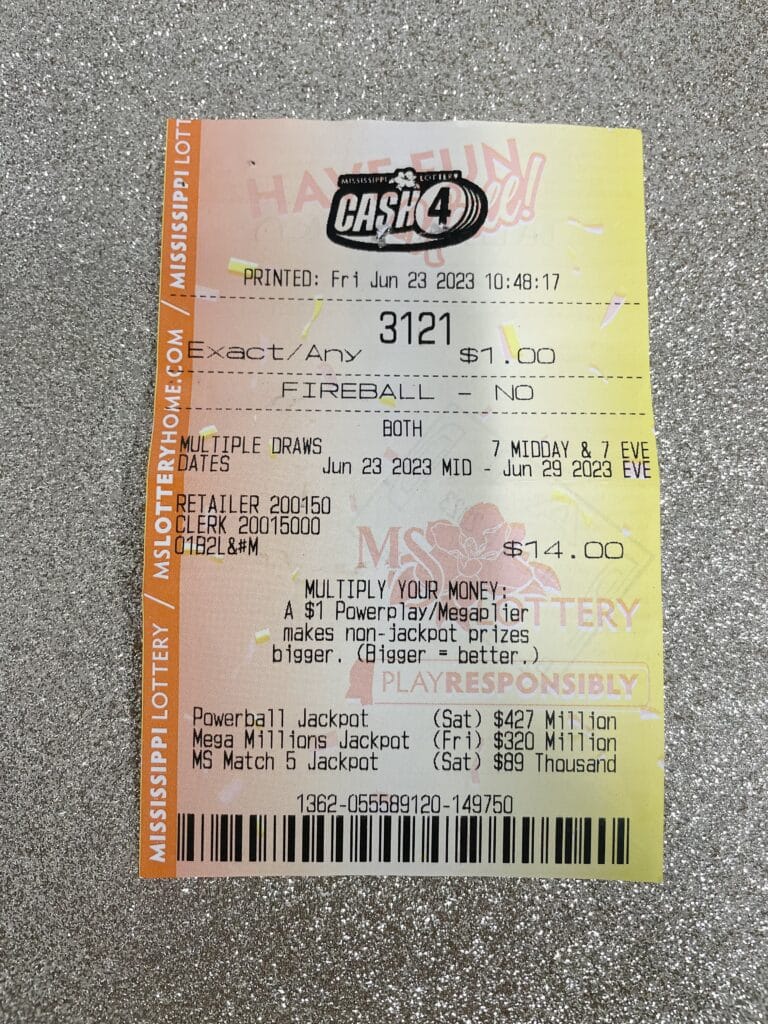 MISSISSIPPI LOTTERY / MSLOTTERYHOME.COM / MISSISSIPPI LOTT
HAVE FUN
MISSISSIPPI LOTTERY
CASH 4
PRINTED: Fri Jun 23 2023 10:48:17
3121
Exact/Any $1.00
FIREBALL - NO
BOTH
MULTIPLE DRAWS 7 MIDDAY & 7 EVE
DATES Jun 23 2023 MID - Jun 29 2023 EVE
RETAILER 200150
CLERK 20015000
01B2L&#M $14.00
MS LOTTERY
MULTIPLY YOUR MONEY:
A $1 Powerplay/Megaplier
makes non-jackpot prizes
bigger. (Bigger = better.)
PLAYRESPONSIBLY
Powerball Jackpot (Sat) $427 Million
Mega Millions Jackpot (Fri) $320 Million
MS Match 5 Jackpot (Sat) $89 Thousand
1362-055589120-149750